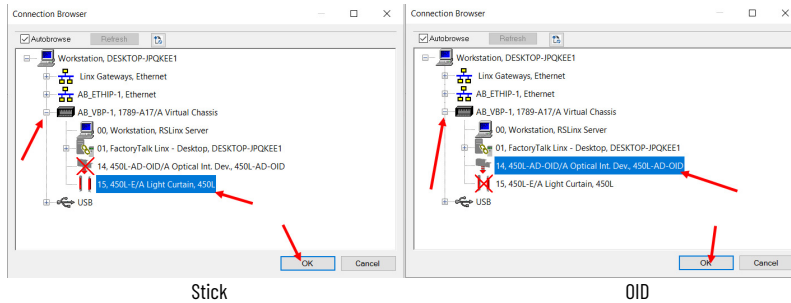 Connection Browser
Autobrowse
Refresh
Workstation, DESKTOP-JPQKEE1
Linx Gateways, Ethernet
AB_ETHIP-1, Ethernet
AB_VBP-1, 1789-A17/A Virtual Chassis
00, Workstation, RSLinx Server
01, FactoryTalk Linx - Desktop, DESKTOP-JPQKEE1
14, 450L-AD-OID/A Optical Int. Dev., 450L-AD-OID
15, 450L-E/A Light Curtain, 450L
USB
OK
Cancel
Stick
Connection Browser
Autobrowse
Refresh
Workstation, DESKTOP-JPQKEE1
Linx Gateways, Ethernet
AB_ETHIP-1, Ethernet
AB_VBP-1, 1789-A17/A Virtual Chassis
00, Workstation, RSLinx Server
01, FactoryTalk Linx - Desktop, DESKTOP-JPQKEE1
14, 450L-AD-OID/A Optical Int. Dev., 450L-AD-OID
15, 450L-E/A Light Curtain, 450L
USB
OK
Cancel
OID